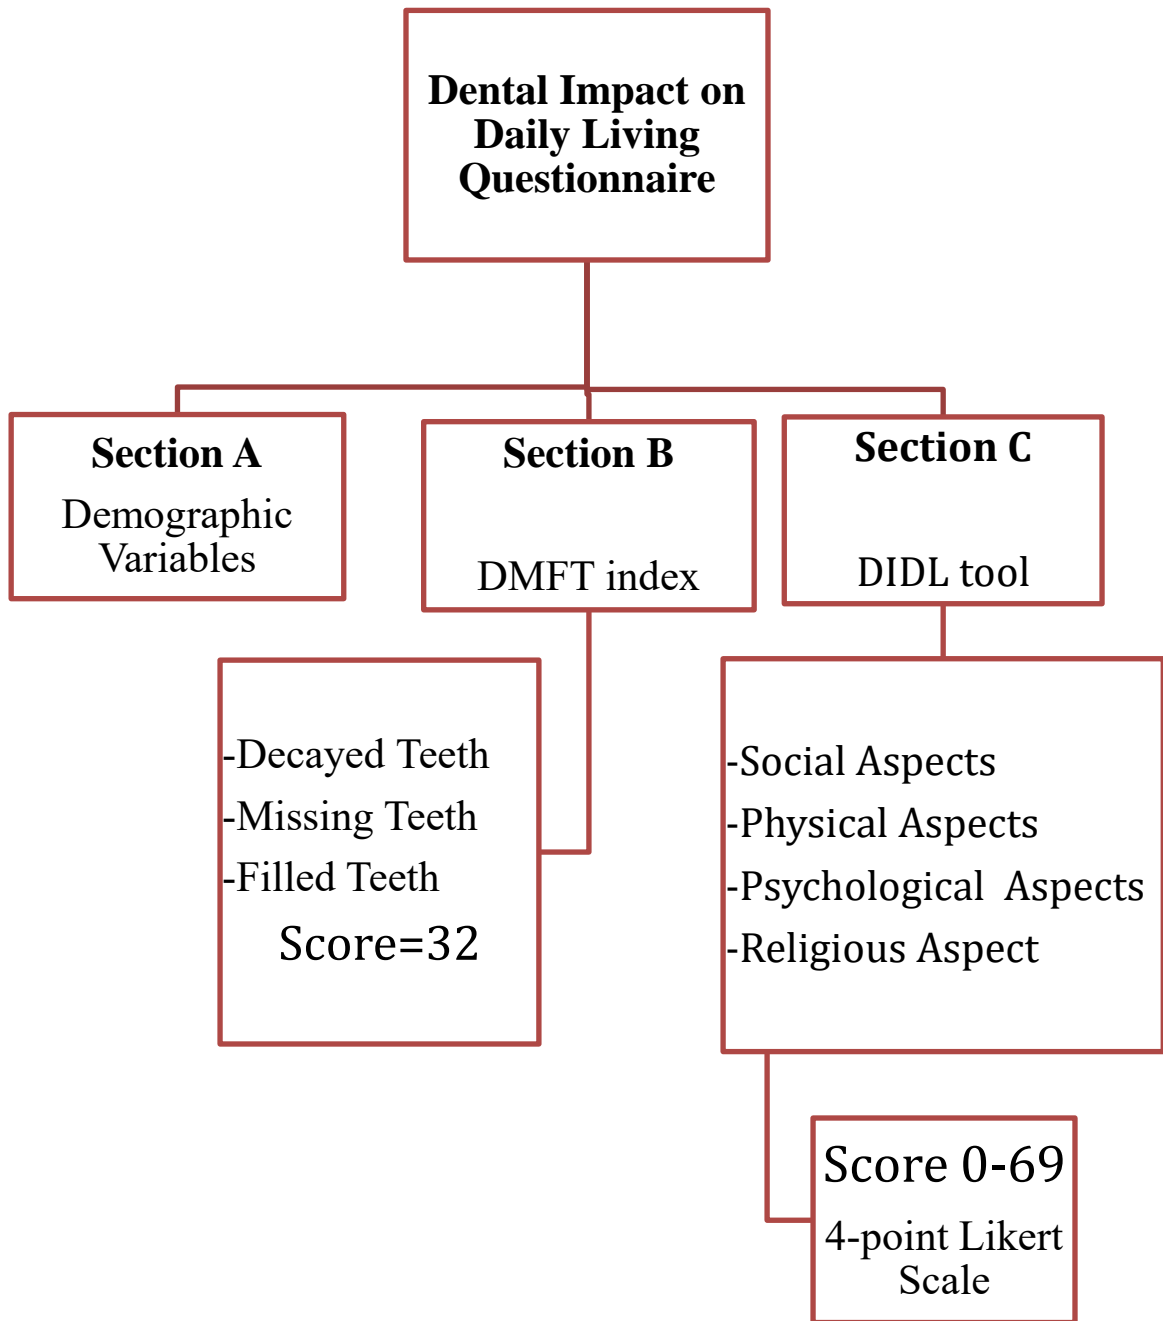 Dental Impact on
Daily Living
Questionnaire
Section A
Demographic
Variables
Section B
DMFT index
Section C
DIDL tool
-Decayed Teeth
-Missing Teeth
-Filled Teeth
Score=32
-Social Aspects
-Physical Aspects
-Psychological  Aspects
-Religious Aspect
Score 0-69
4-point Likert
Scale